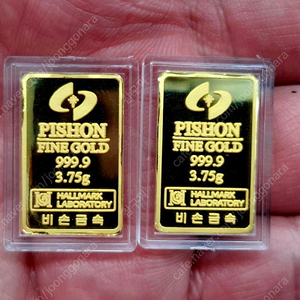 PISHON
FINE GOLD
999.9
3.75g
HALLMARK
LABORATORY
비손금속
PISHON
FINE GOLD
999.9
3.75g
HALLMARK
LABORATORY
비손금속